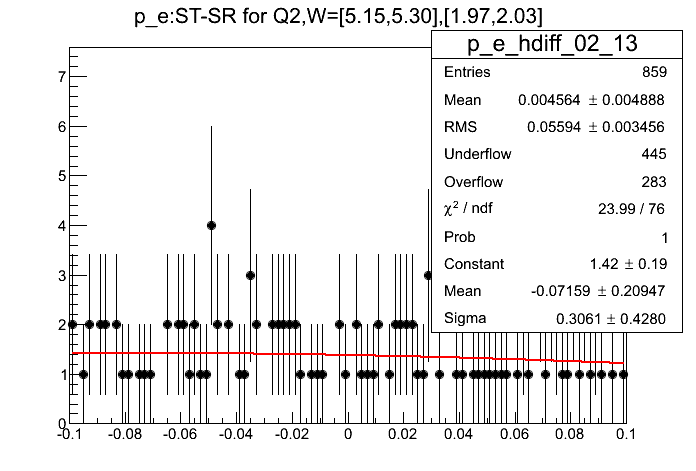 p_e:ST-SR for Q2,W=[5.15,5.30],[1.97,2.03]
p_e_hdiff_02_13
Entries 859
Mean 0.004564 ± 0.004888
RMS 0.05594 ± 0.003456
Underflow 445
Overflow 283
χ² / ndf 23.99 / 76
Prob 1
Constant 1.42 ± 0.19
Mean -0.07159 ± 0.20947
Sigma 0.3061 ± 0.4280
7
6
5
4
3
2
1
0
-0.1 -0.08 -0.06 -0.04 -0.02 0 0.02 0.04 0.06 0.08 0.1